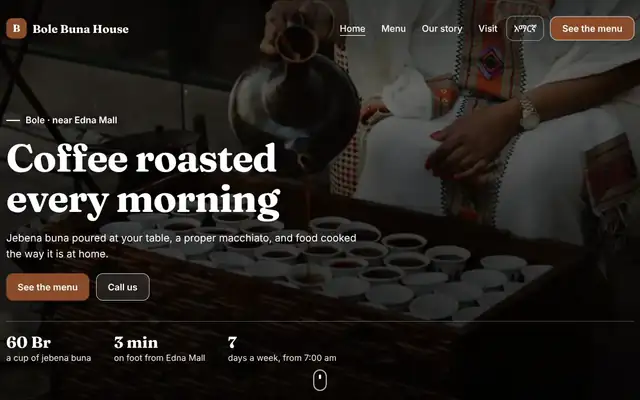 B Bole Buna House
Home Menu Our story Visit አማርኛ See the menu
Bole · near Edna Mall
Coffee roasted
every morning
Jebena buna poured at your table, a proper macchiato, and food cooked
the way it is at home.
See the menu Call us
60 Br 3 min 7
a cup of jebena buna on foot from Edna Mall days a week, from 7:00 am